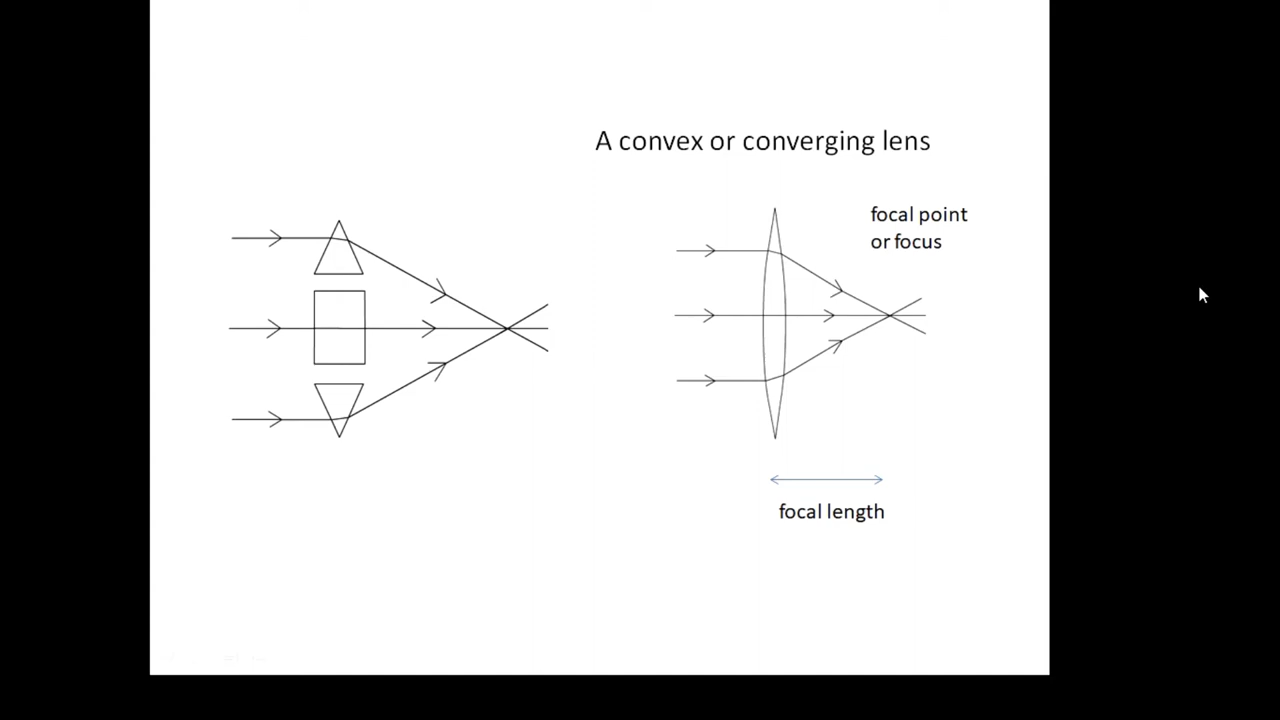 A convex or converging lens
focal point
or focus
focal length